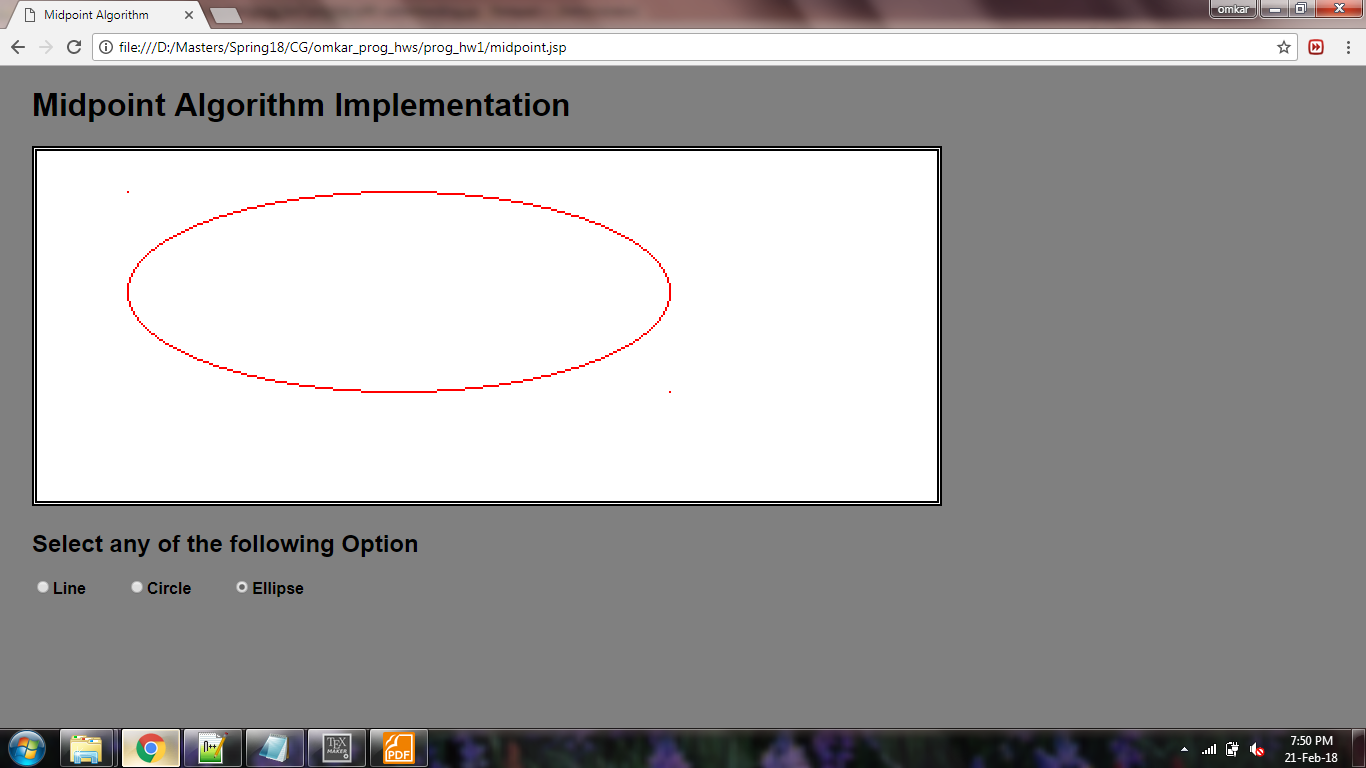 Midpoint Algorithm
omkar
file:///D:/Masters/Spring18/CG/omkar_prog_hws/prog_hw1/midpoint.jsp
Midpoint Algorithm Implementation
Select any of the following Option
Line Circle Ellipse
TEX
MAKER
PDF
7:50 PM
21-Feb-18